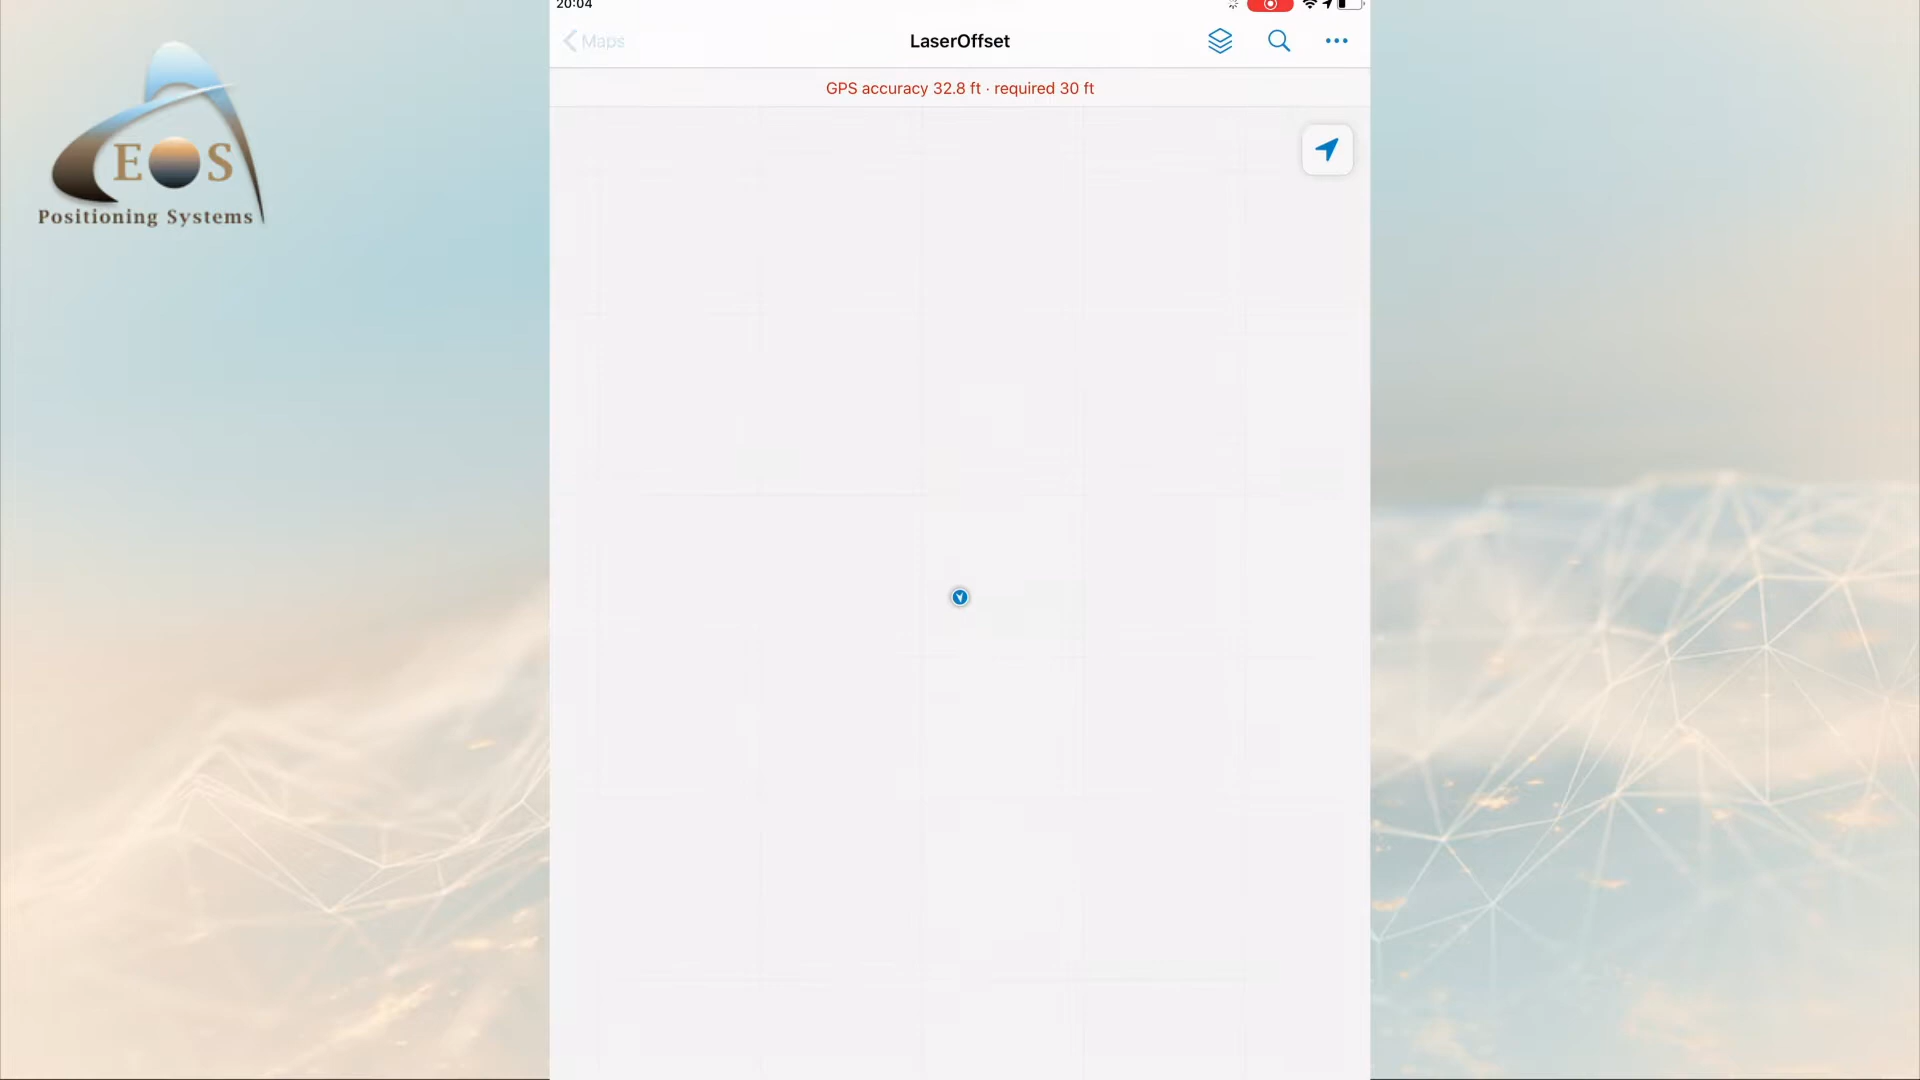 20:04
Maps
LaserOffset
GPS accuracy 32.8 ft · required 30 ft
EOS
Positioning Systems